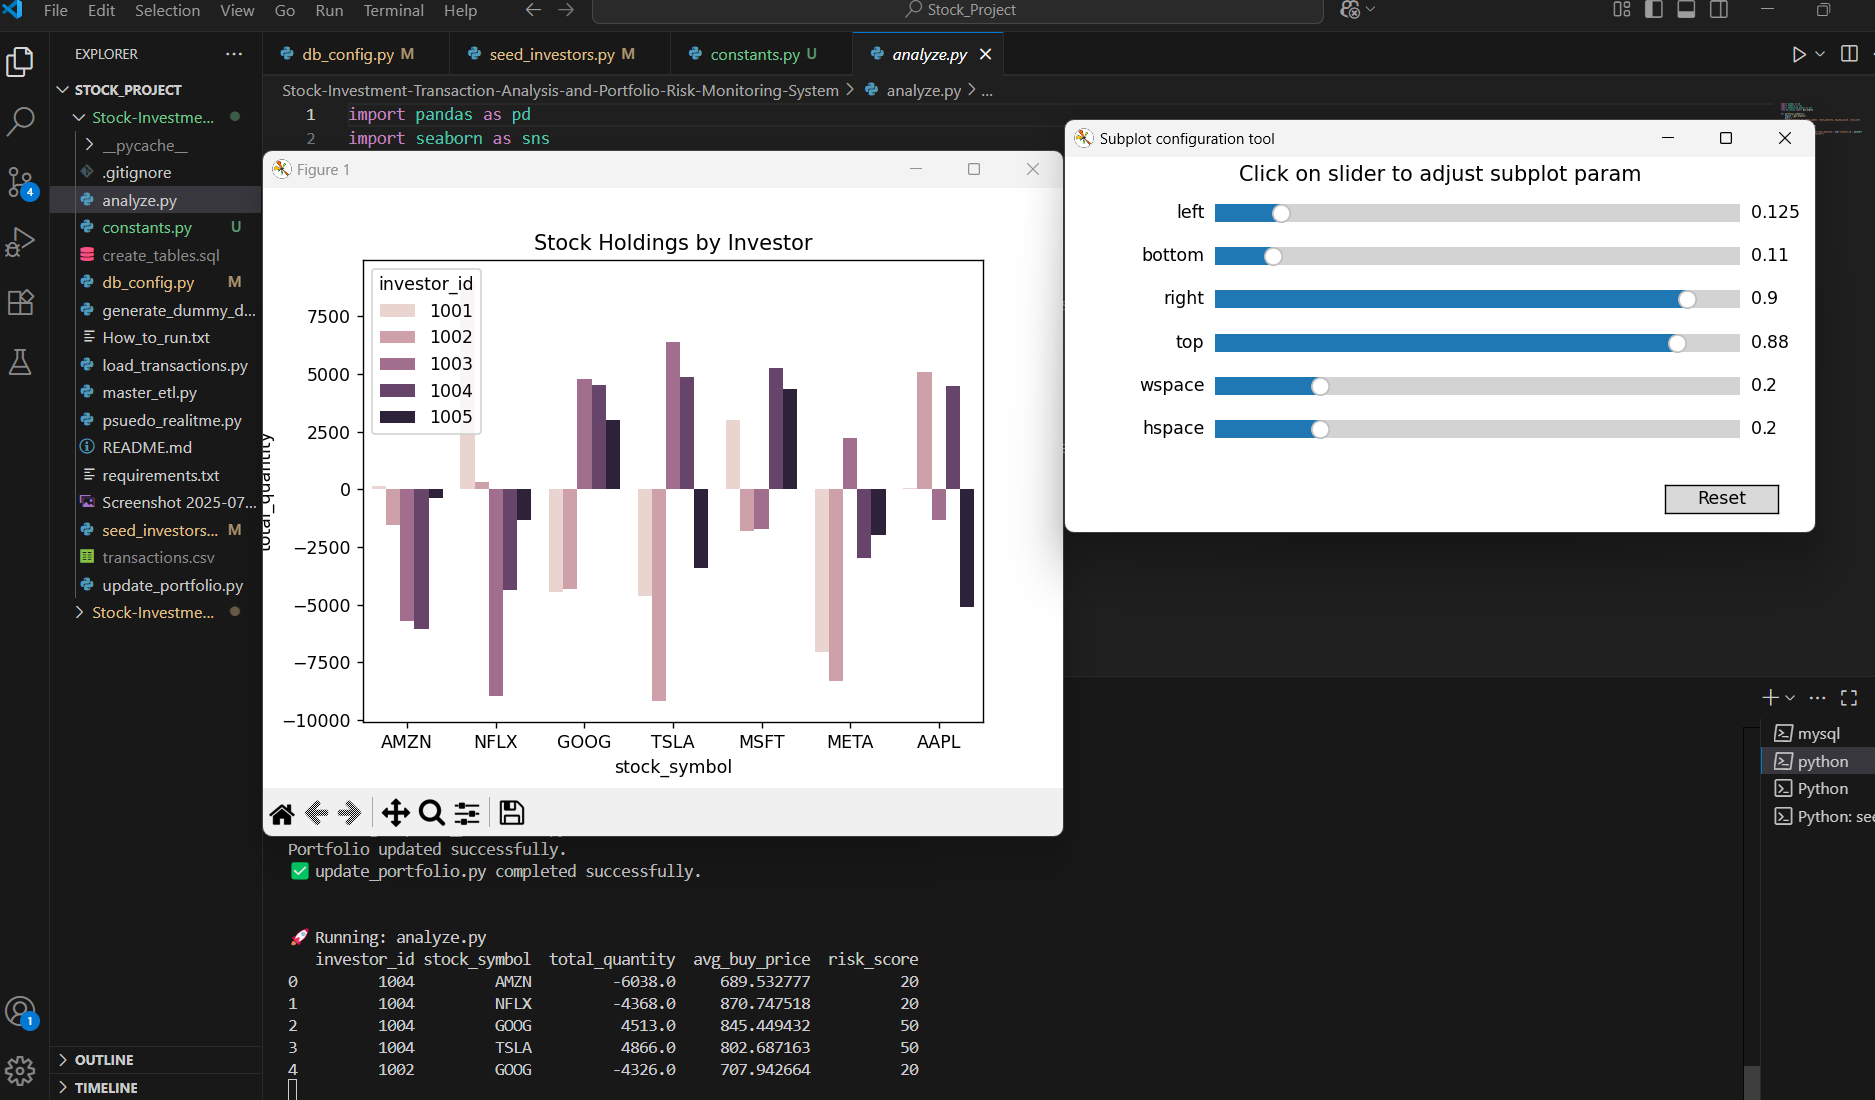 File Edit Selection View Go Run Terminal Help
Stock_Project
EXPLORER
STOCK_PROJECT
Stock-Investme...
__pycache__
.gitignore
analyze.py
constants.py U
create_tables.sql
db_config.py M
generate_dummy_d...
How_to_run.txt
load_transactions.py
master_etl.py
psuedo_realitme.py
README.md
requirements.txt
Screenshot 2025-07...
seed_investors... M
transactions.csv
update_portfolio.py
Stock-Investme...
OUTLINE
TIMELINE
4
1
db_config.py M
seed_investors.py M
constants.py U
analyze.py
Stock-Investment-Transaction-Analysis-and-Portfolio-Risk-Monitoring-System > analyze.py > ...
1 import pandas as pd
2 import seaborn as sns
Figure 1
Stock Holdings by Investor
investor_id
1001
1002
1003
1004
1005
7500
5000
2500
0
−2500
−5000
−7500
−10000
total_quantity
AMZN NFLX GOOG TSLA MSFT META AAPL
stock_symbol
Subplot configuration tool
Click on slider to adjust subplot param
left 0.125
bottom 0.11
right 0.9
top 0.88
wspace 0.2
hspace 0.2
Reset
Portfolio updated successfully.
✅ update_portfolio.py completed successfully.
🚀 Running: analyze.py
investor_id stock_symbol total_quantity avg_buy_price risk_score
0 1004 AMZN -6038.0 689.532777 20
1 1004 NFLX -4368.0 870.747518 20
2 1004 GOOG 4513.0 845.449432 50
3 1004 TSLA 4866.0 802.687163 50
4 1002 GOOG -4326.0 707.942664 20
mysql
python
Python
Python: see